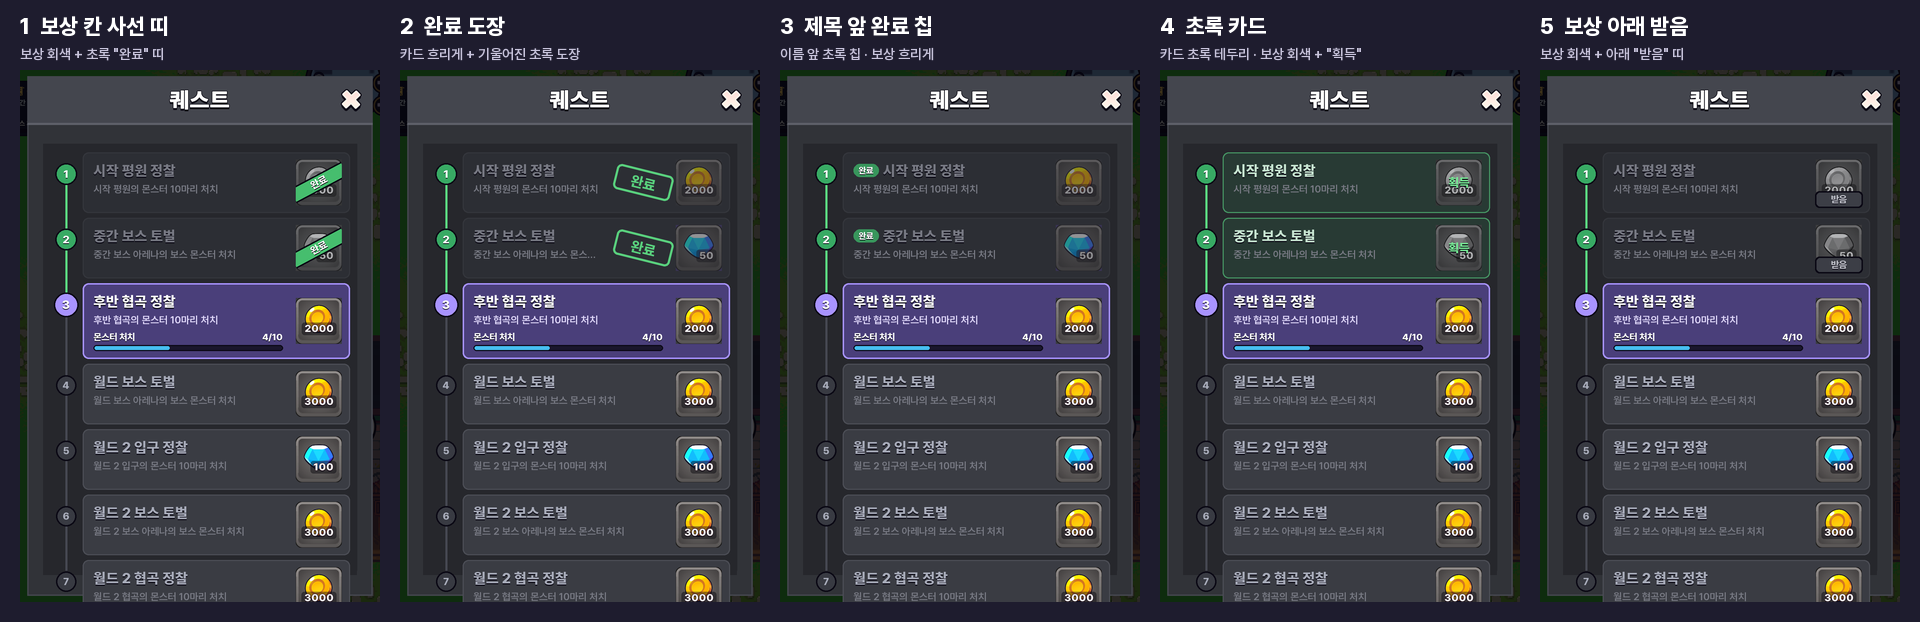 1 보상 칸 사선 띠
보상 회색 + 초록 "완료" 띠
퀘스트
1
시작 평원 정찰
시작 평원의 몬스터 10마리 처치
완료
2
중간 보스 토벌
중간 보스 아레나의 보스 몬스터 처치
완료
3
후반 협곡 정찰
후반 협곡의 몬스터 10마리 처치
몬스터 처치 4/10
2000
4
월드 보스 토벌
월드 보스 아레나의 보스 몬스터 처치
3000
5
월드 2 입구 정찰
월드 2 입구의 몬스터 10마리 처치
100
6
월드 2 보스 토벌
월드 2 보스 아레나의 보스 몬스터 처치
3000
7
월드 2 협곡 정찰
월드 2 협곡의 몬스터 10마리 처치
3000
2 완료 도장
카드 흐리게 + 기울어진 초록 도장
퀘스트
1
시작 평원 정찰
시작 평원의 몬스터 10마리 처치
완료
2000
2
중간 보스 토벌
중간 보스 아레나의 보스 몬스...
완료
50
3
후반 협곡 정찰
후반 협곡의 몬스터 10마리 처치
몬스터 처치 4/10
2000
4
월드 보스 토벌
월드 보스 아레나의 보스 몬스터 처치
3000
5
월드 2 입구 정찰
월드 2 입구의 몬스터 10마리 처치
100
6
월드 2 보스 토벌
월드 2 보스 아레나의 보스 몬스터 처치
3000
7
월드 2 협곡 정찰
월드 2 협곡의 몬스터 10마리 처치
3000
3 제목 앞 완료 칩
이름 앞 초록 칩 · 보상 흐리게
퀘스트
1
완료 시작 평원 정찰
시작 평원의 몬스터 10마리 처치
2000
2
완료 중간 보스 토벌
중간 보스 아레나의 보스 몬스터 처치
50
3
후반 협곡 정찰
후반 협곡의 몬스터 10마리 처치
몬스터 처치 4/10
2000
4
월드 보스 토벌
월드 보스 아레나의 보스 몬스터 처치
3000
5
월드 2 입구 정찰
월드 2 입구의 몬스터 10마리 처치
100
6
월드 2 보스 토벌
월드 2 보스 아레나의 보스 몬스터 처치
3000
7
월드 2 협곡 정찰
월드 2 협곡의 몬스터 10마리 처치
3000
4 초록 카드
카드 초록 테두리 · 보상 회색 + "획득"
퀘스트
1
시작 평원 정찰
시작 평원의 몬스터 10마리 처치
획득
2000
2
중간 보스 토벌
중간 보스 아레나의 보스 몬스터 처치
획득
50
3
후반 협곡 정찰
후반 협곡의 몬스터 10마리 처치
몬스터 처치 4/10
2000
4
월드 보스 토벌
월드 보스 아레나의 보스 몬스터 처치
3000
5
월드 2 입구 정찰
월드 2 입구의 몬스터 10마리 처치
100
6
월드 2 보스 토벌
월드 2 보스 아레나의 보스 몬스터 처치
3000
7
월드 2 협곡 정찰
월드 2 협곡의 몬스터 10마리 처치
3000
5 보상 아래 받음
보상 회색 + 아래 "받음" 띠
퀘스트
1
시작 평원 정찰
시작 평원의 몬스터 10마리 처치
2000
받음
2
중간 보스 토벌
중간 보스 아레나의 보스 몬스터 처치
50
받음
3
후반 협곡 정찰
후반 협곡의 몬스터 10마리 처치
몬스터 처치 4/10
2000
4
월드 보스 토벌
월드 보스 아레나의 보스 몬스터 처치
3000
5
월드 2 입구 정찰
월드 2 입구의 몬스터 10마리 처치
100
6
월드 2 보스 토벌
월드 2 보스 아레나의 보스 몬스터 처치
3000
7
월드 2 협곡 정찰
월드 2 협곡의 몬스터 10마리 처치
3000